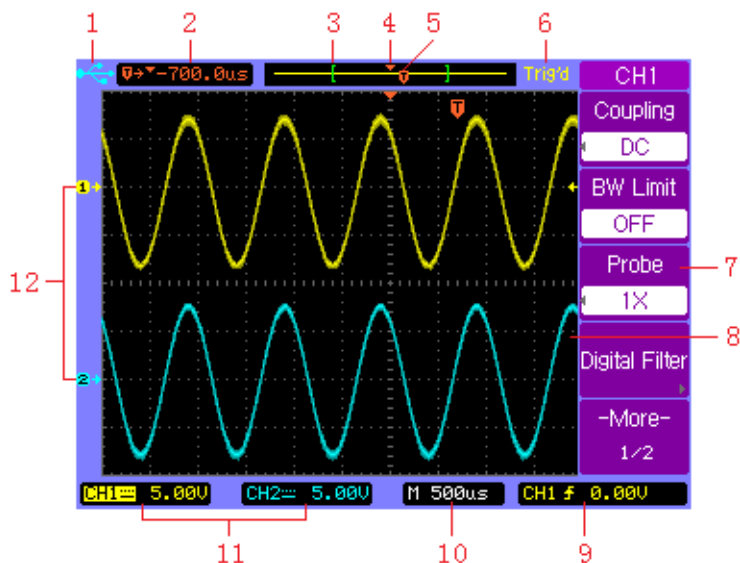 1 2 3 4 5 6
T→▼-700.0us [ T ] Trig'd CH1
T
Coupling
DC
1
BW Limit
OFF
Probe 7
12
1X
8
2
Digital Filter
-More-
1/2
CH1 5.00V CH2 5.00V M 500us CH1 0.00V
11 10 9